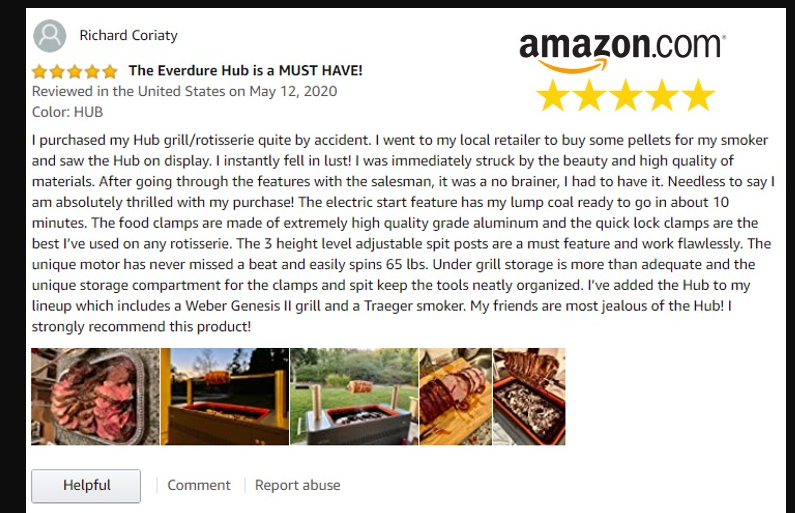 Richard Coriaty
amazon.com
The Everdure Hub is a MUST HAVE!
Reviewed in the United States on May 12, 2020
Color: HUB
I purchased my Hub grill/rotisserie quite by accident. I went to my local retailer to buy some pellets for my smoker
and saw the Hub on display. I instantly fell in lust! I was immediately struck by the beauty and high quality of
materials. After going through the features with the salesman, it was a no brainer, I had to have it. Needless to say I
am absolutely thrilled with my purchase! The electric start feature has my lump coal ready to go in about 10
minutes. The food clamps are made of extremely high quality grade aluminum and the quick lock clamps are the
best I've used on any rotisserie. The 3 height level adjustable spit posts are a must feature and work flawlessly. The
unique motor has never missed a beat and easily spins 65 lbs. Under grill storage is more than adequate and the
unique storage compartment for the clamps and spit keep the tools neatly organized. I've added the Hub to my
lineup which includes a Weber Genesis II grill and a Traeger smoker. My friends are most jealous of the Hub! I
strongly recommend this product!
Helpful
Comment
Report abuse